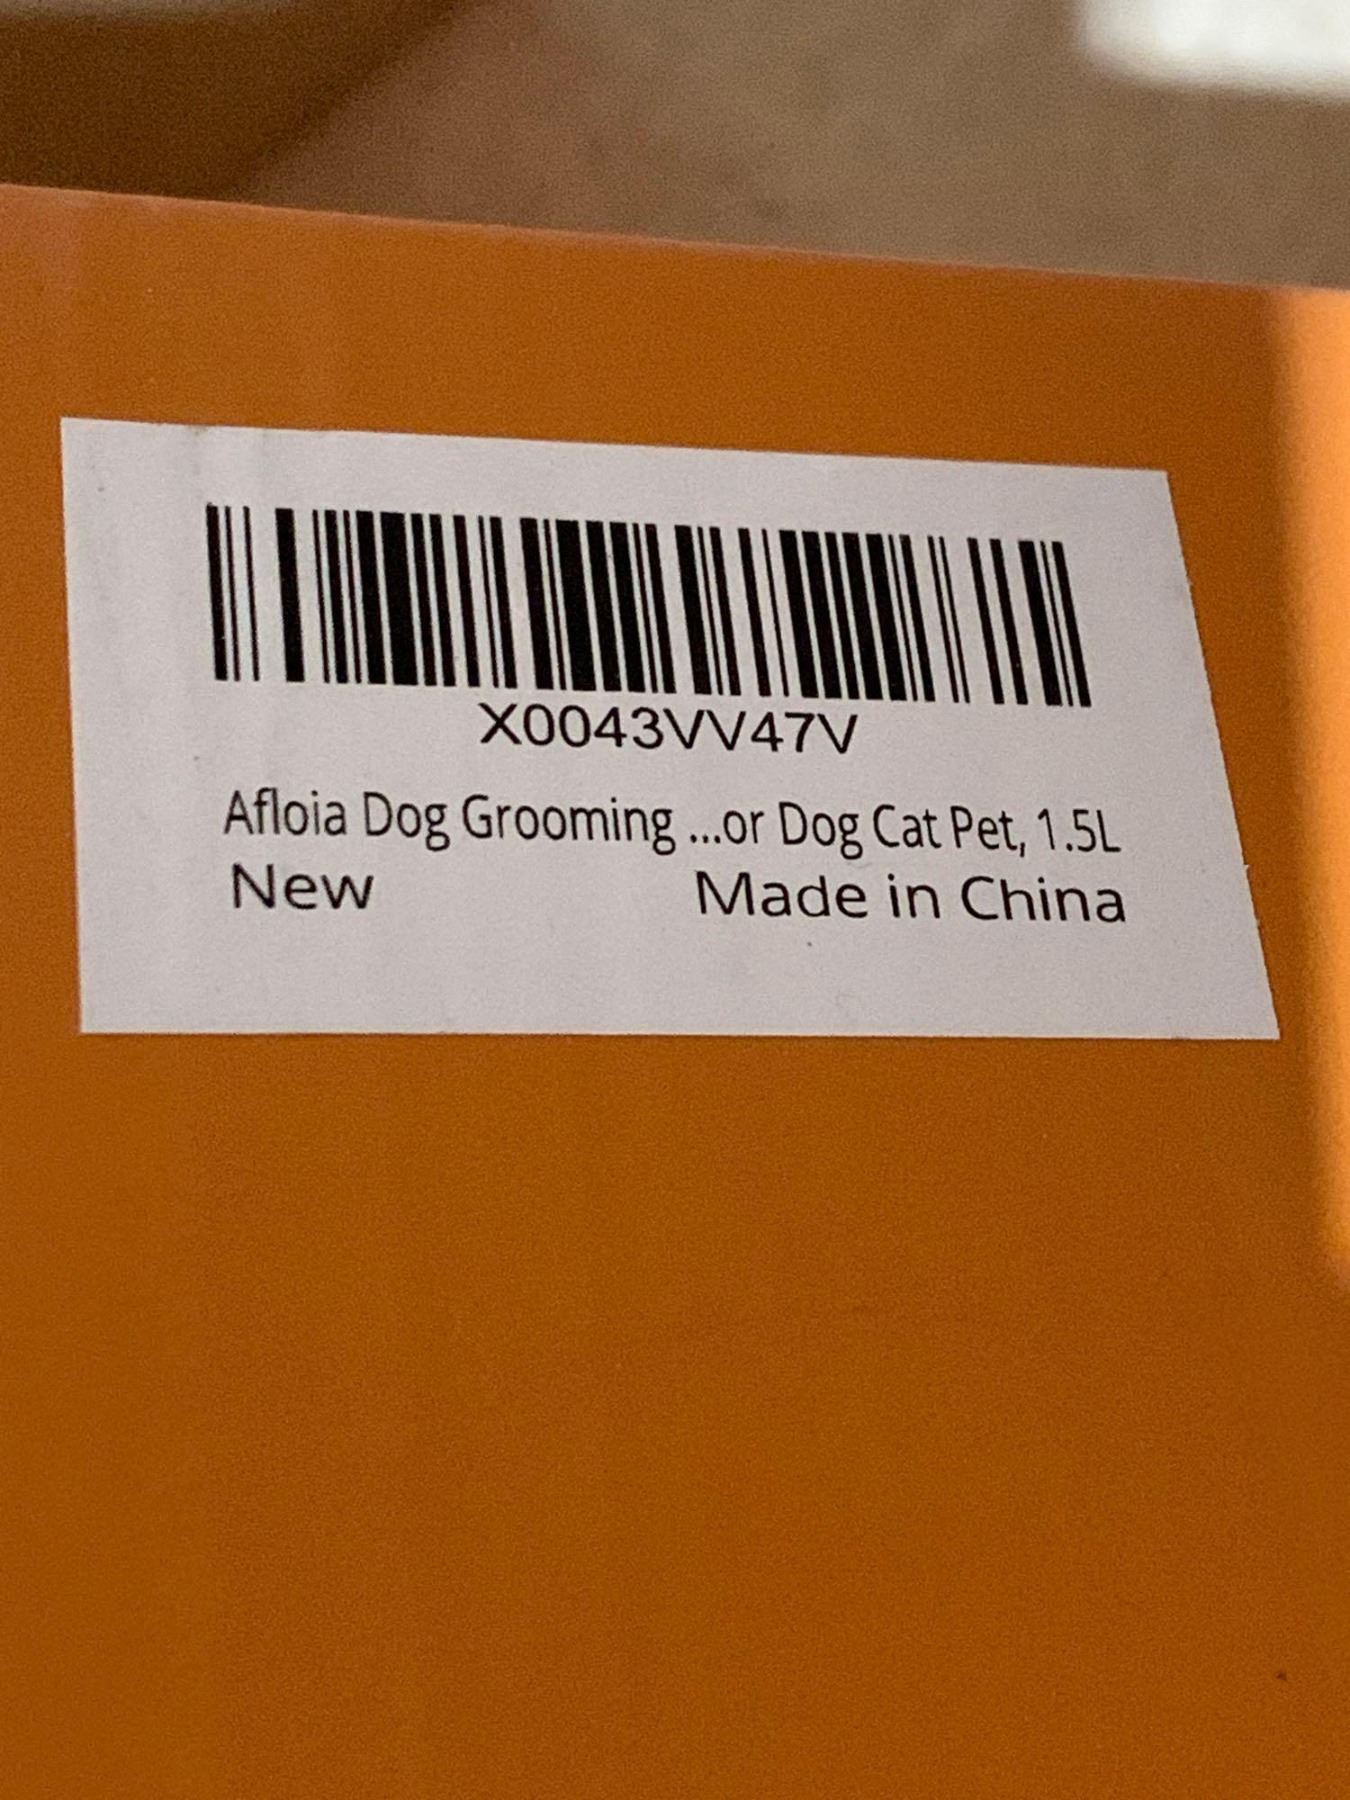 X0043VV47V
Afloia Dog Grooming ...or Dog Cat Pet, 1.5L
New Made in China